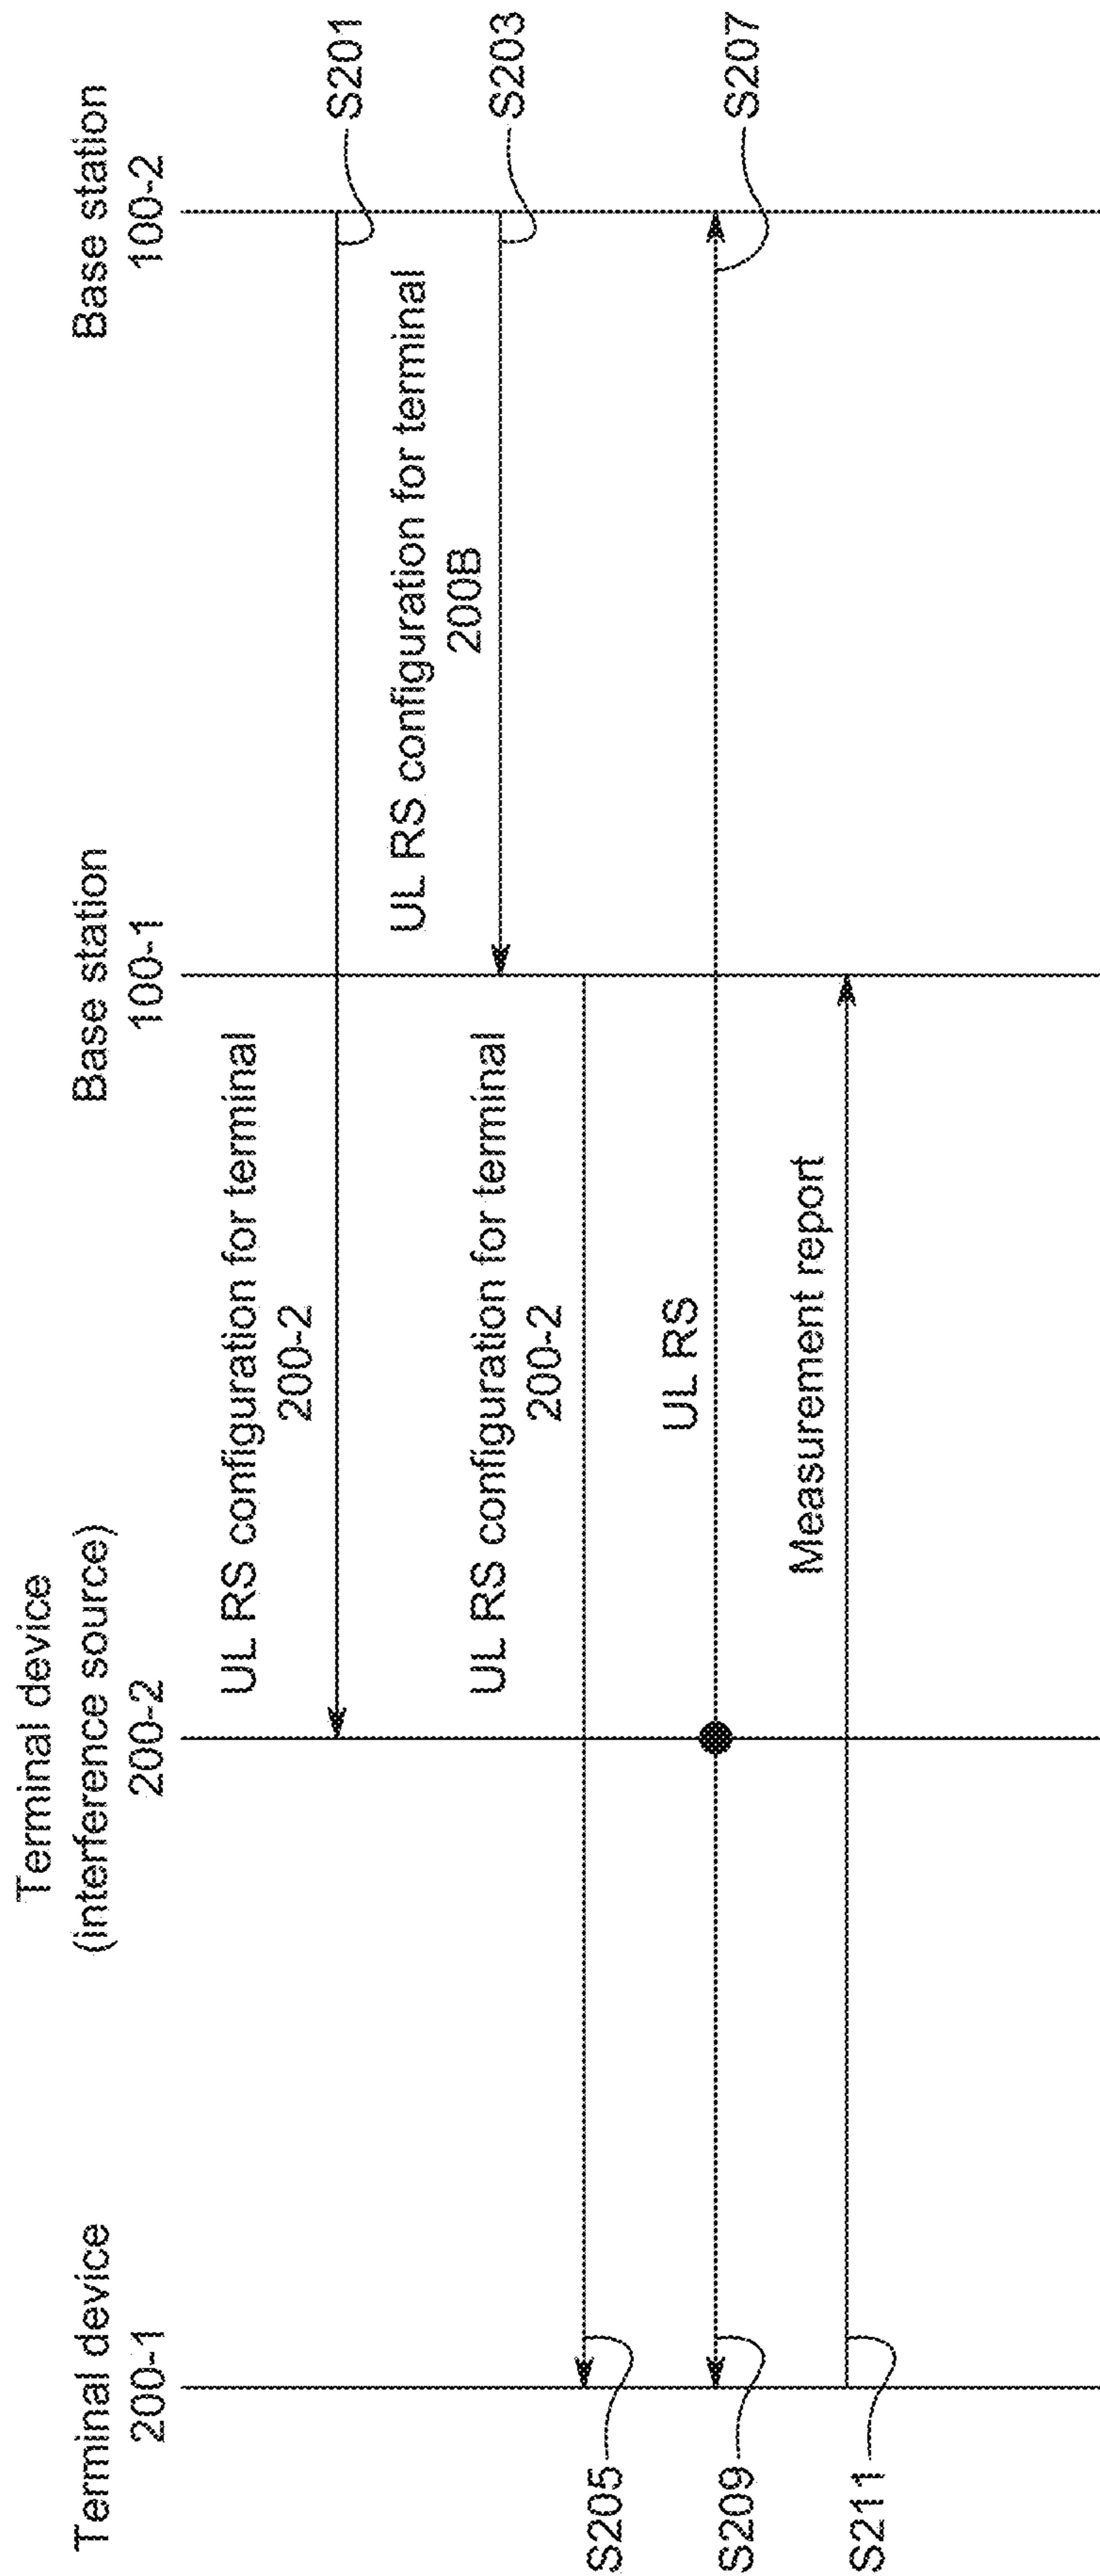 Terminal device
200-1
Terminal device
(interference source)
200-2
Base station
100-1
Base station
100-2
UL RS configuration for terminal
200-2
S201
UL RS configuration for terminal
200B
S203
UL RS configuration for terminal
200-2
S205
UL RS
S207
S209
Measurement report
S211